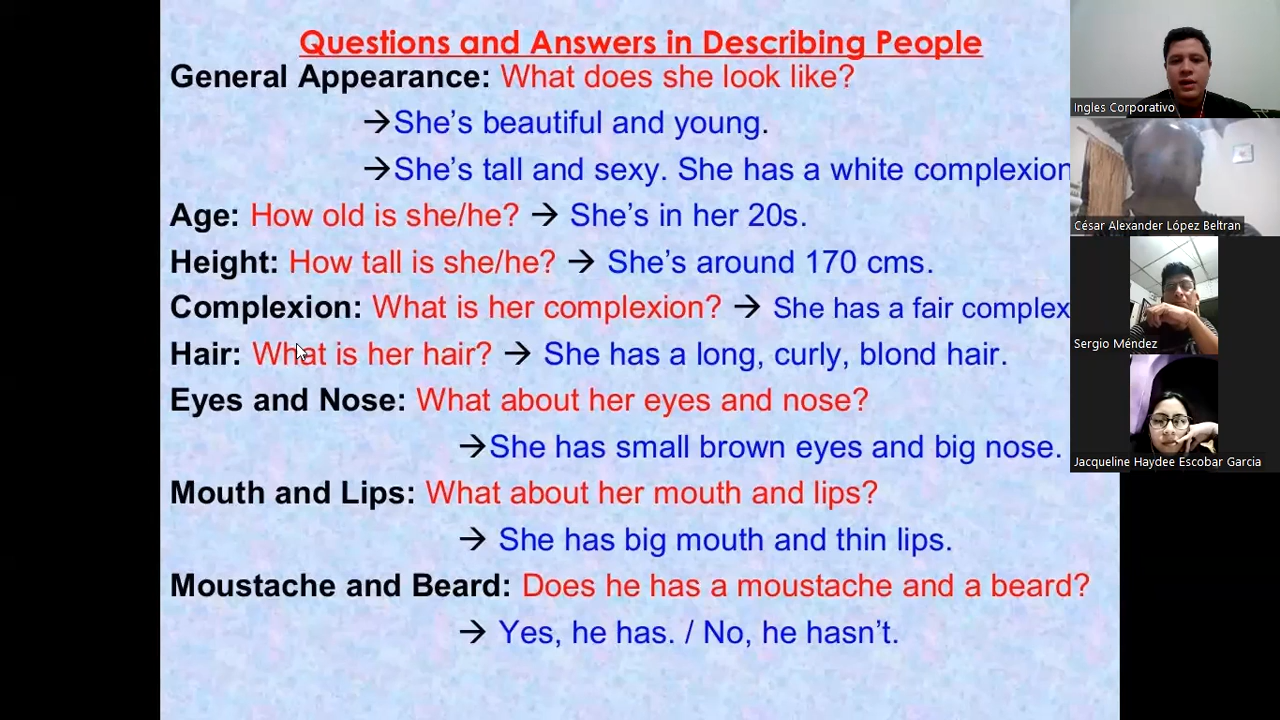 Questions and Answers in Describing People
General Appearance: What does she look like?
→She's beautiful and young.
→She's tall and sexy. She has a white complexion
Age: How old is she/he? → She's in her 20s.
Height: How tall is she/he? → She's around 170 cms.
Complexion: What is her complexion? → She has a fair complex
Hair: What is her hair? → She has a long, curly, blond hair.
Eyes and Nose: What about her eyes and nose?
→She has small brown eyes and big nose.
Mouth and Lips: What about her mouth and lips?
→ She has big mouth and thin lips.
Moustache and Beard: Does he has a moustache and a beard?
→ Yes, he has. / No, he hasn't.
Ingles Corporativo
César Alexander López Beltran
Sergio Méndez
Jacqueline Haydee Escobar Garcia